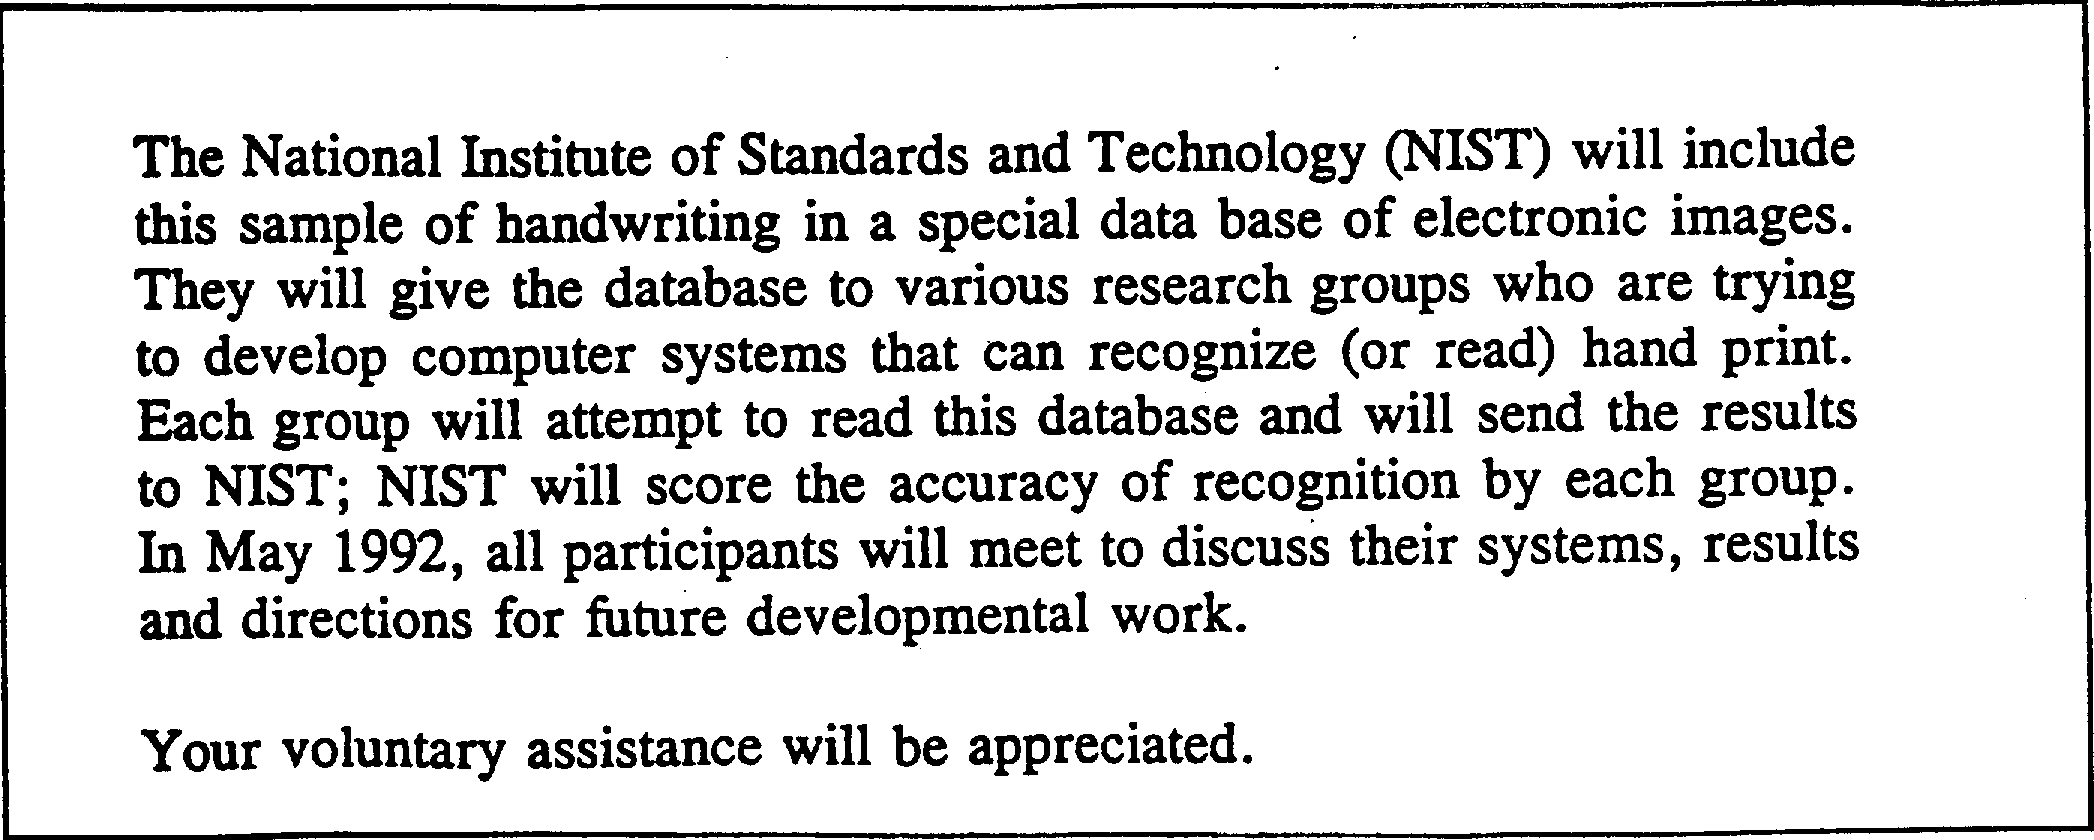 The National Institute of Standards and Technology (NIST) will include
this sample of handwriting in a special data base of electronic images.
They will give the database to various research groups who are trying
to develop computer systems that can recognize (or read) hand print.
Each group will attempt to read this database and will send the results
to NIST; NIST will score the accuracy of recognition by each group.
In May 1992, all participants will meet to discuss their systems, results
and directions for future developmental work.
Your voluntary assistance will be appreciated.